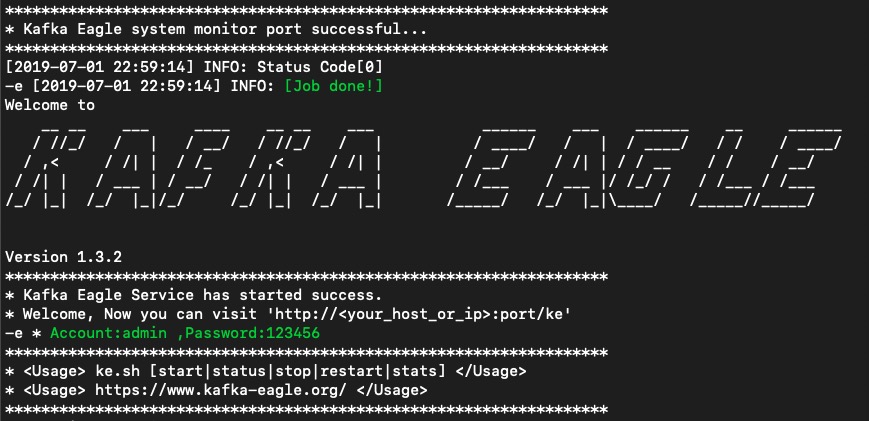 *******************************************************************
* Kafka Eagle system monitor port successful...
*******************************************************************
[2019-07-01 22:59:14] INFO: Status Code[0]
-e [2019-07-01 22:59:14] INFO: [Job done!]
Welcome to
KAFKA EAGLE
Version 1.3.2
*******************************************************************
* Kafka Eagle Service has started success.
* Welcome, Now you can visit 'http://<your_host_or_ip>:port/ke'
-e * Account:admin ,Password:123456
*******************************************************************
* <Usage> ke.sh [start|status|stop|restart|stats] </Usage>
* <Usage> https://www.kafka-eagle.org/ </Usage>
*******************************************************************